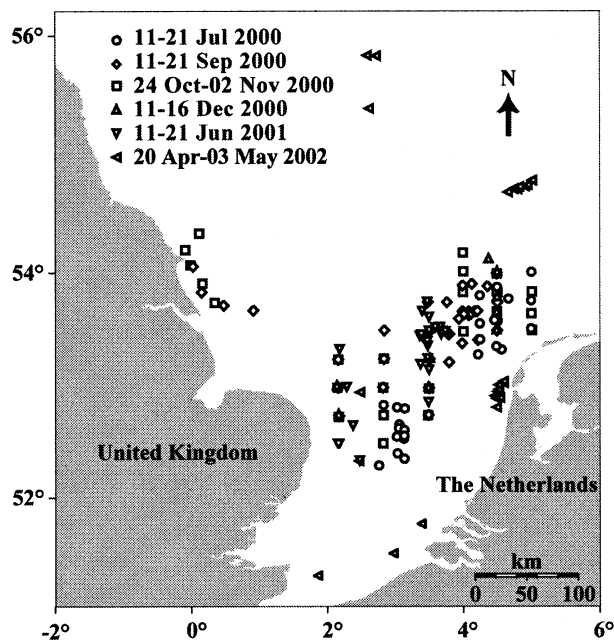 56°
11-21 Jul 2000
11-21 Sep 2000
24 Oct-02 Nov 2000
11-16 Dec 2000
11-21 Jun 2001
20 Apr-03 May 2002
N
54°
United Kingdom
The Netherlands
52°
km
0 50 100
-2° 0° 2° 4° 6°